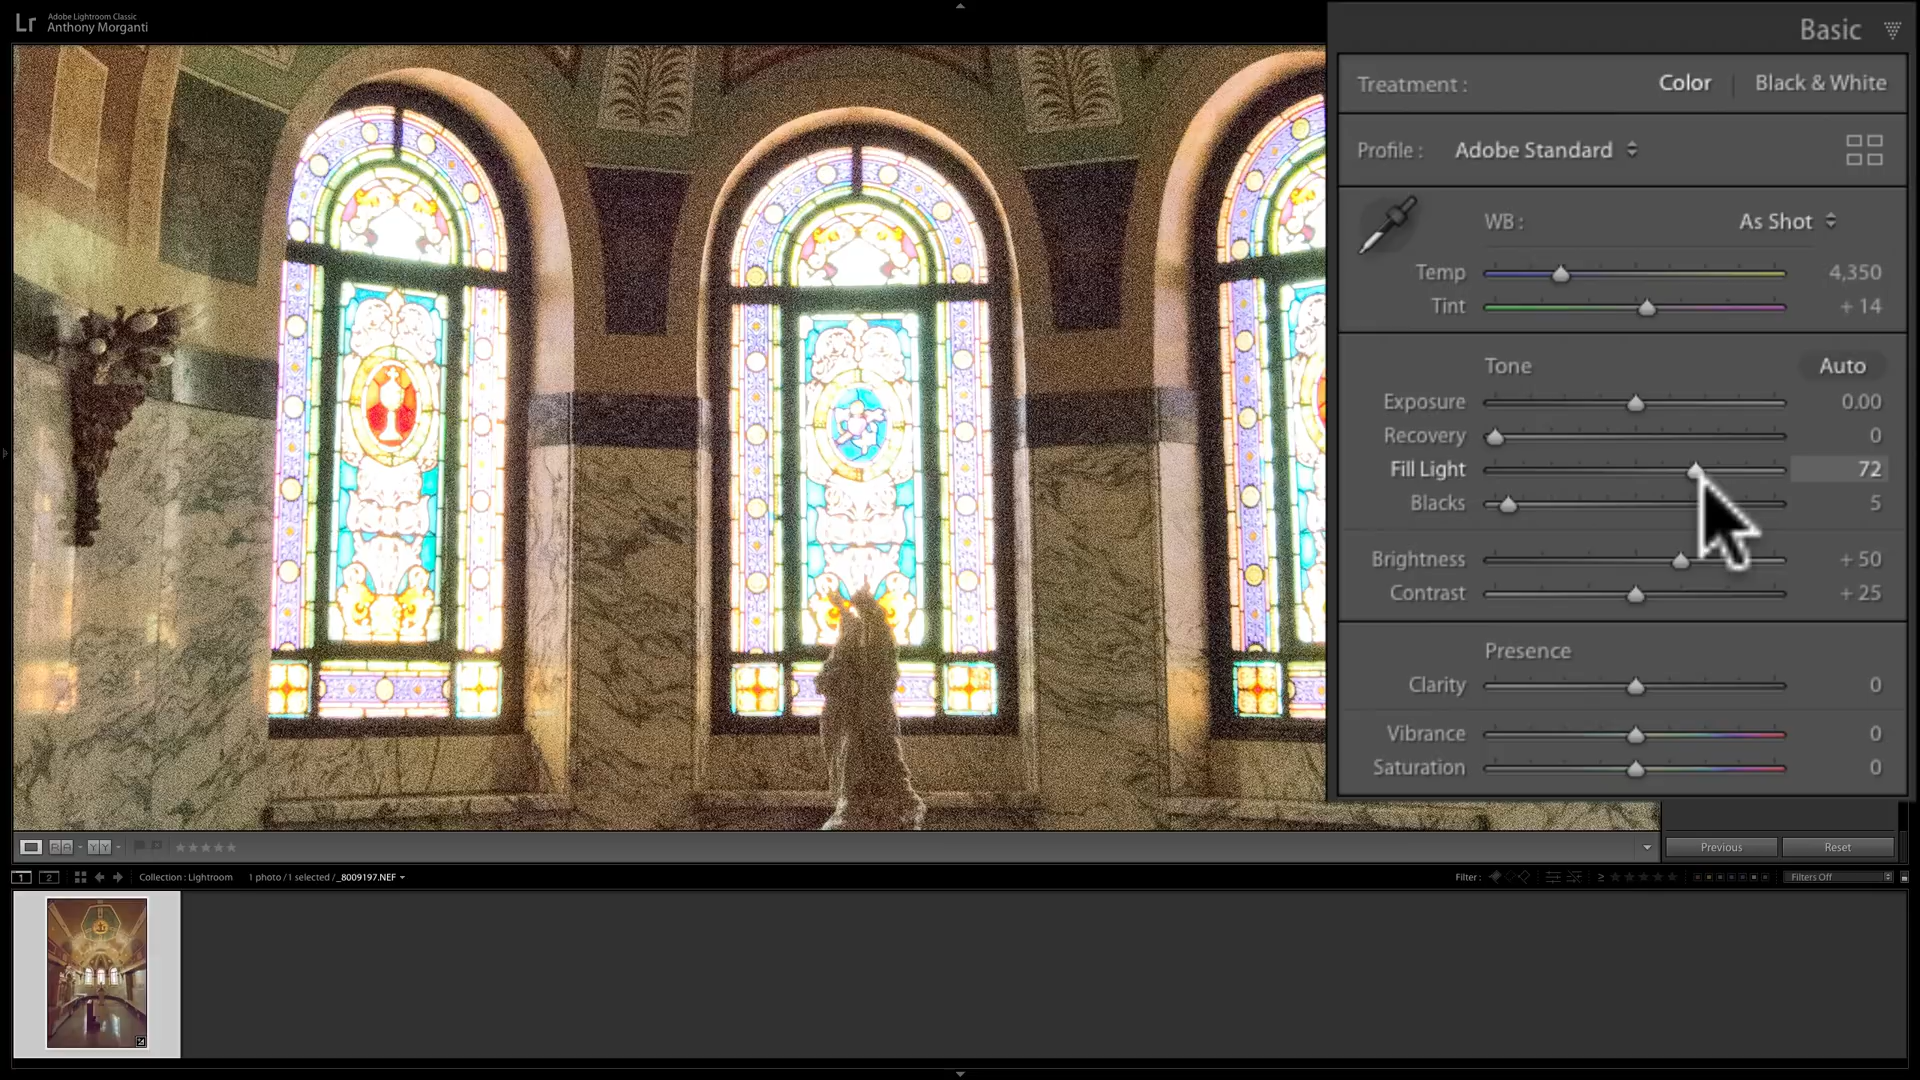 Lr
Adobe Lightroom Classic
Anthony Morganti
Basic
Treatment :
Color
Black & White
Profile :
Adobe Standard
WB :
As Shot
Temp
4,350
Tint
+ 14
Tone
Auto
Exposure
0.00
Recovery
0
Fill Light
72
Blacks
5
Brightness
+ 50
Contrast
+ 25
Presence
Clarity
0
Vibrance
0
Saturation
0
Previous
Reset
1
2
Collection : Lightroom
1 photo / 1 selected / _8009197.NEF
Filter :
≥
Filters Off